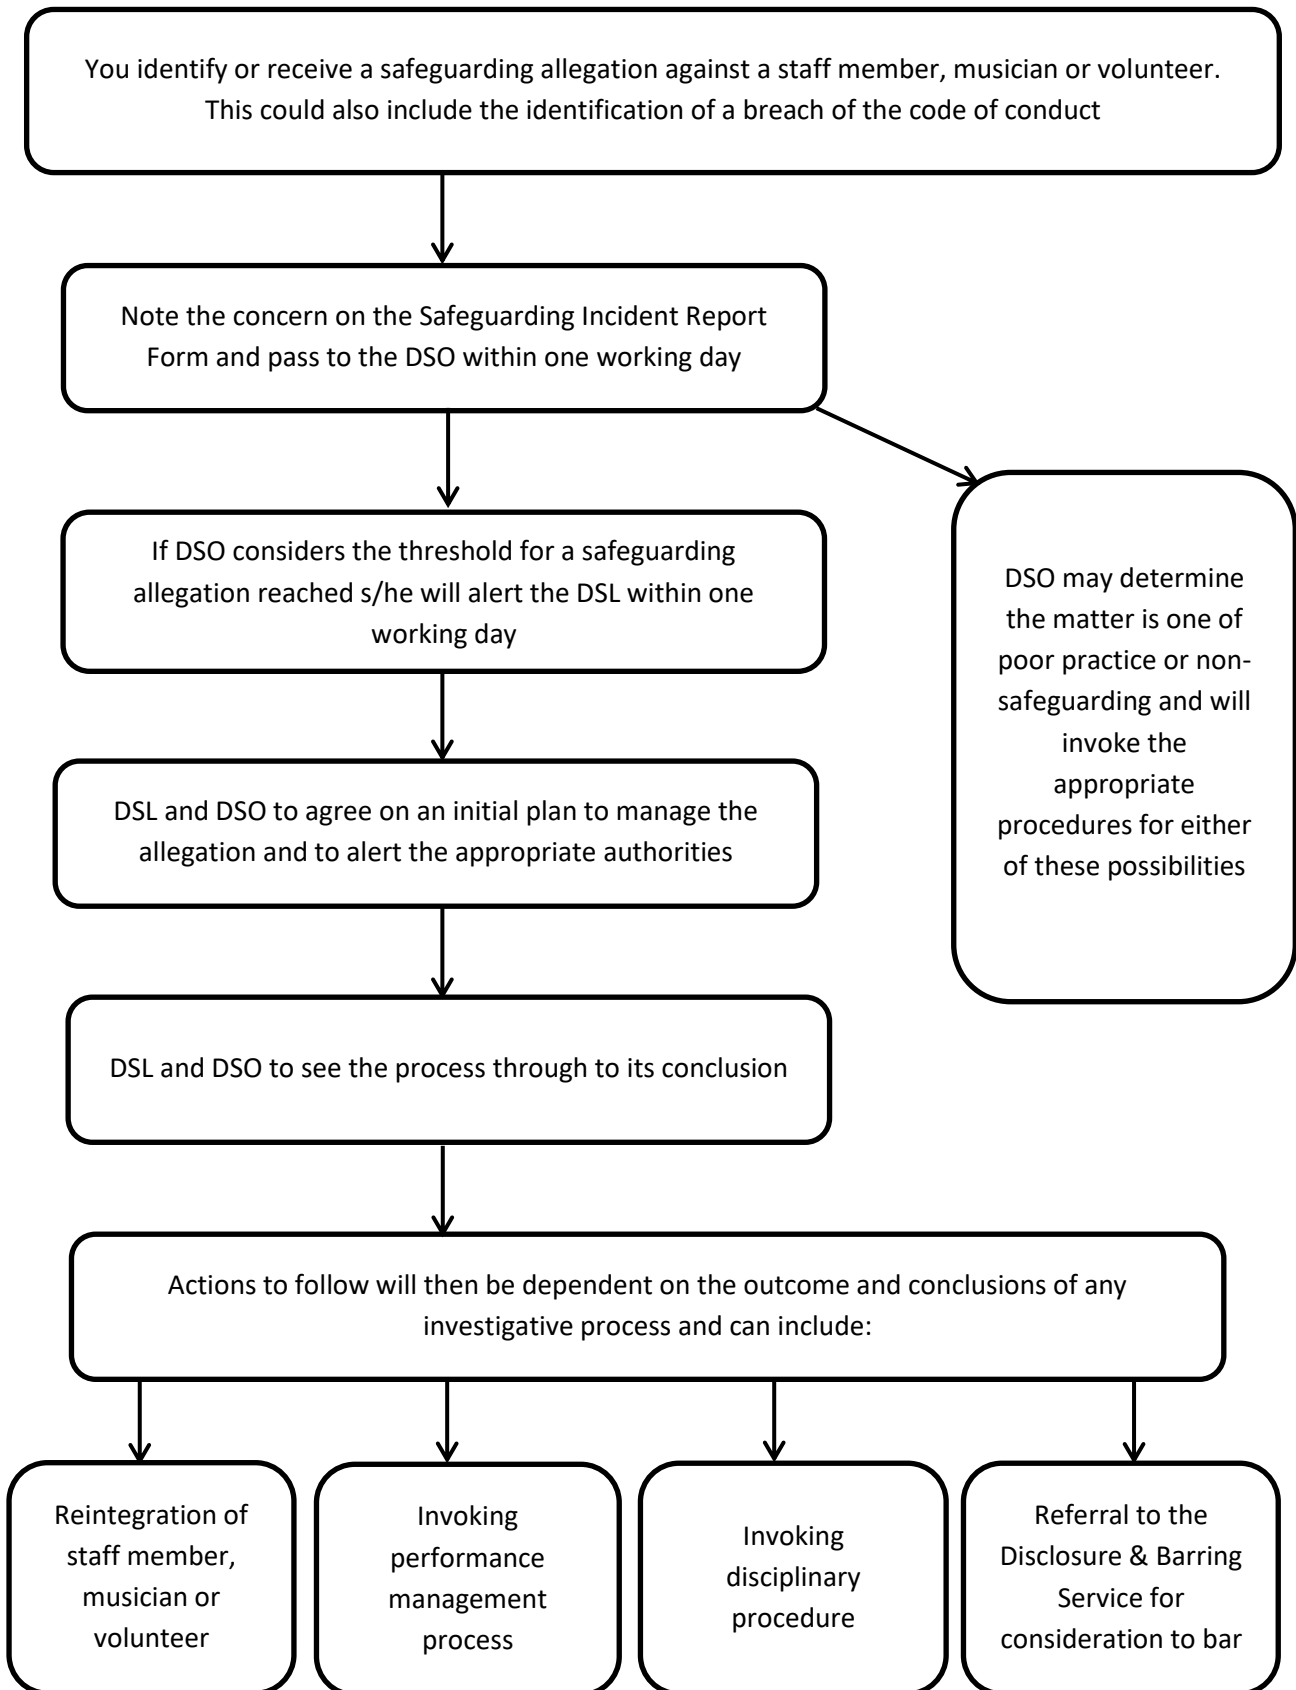 You identify or receive a safeguarding allegation against a staff member, musician or volunteer.
This could also include the identification of a breach of the code of conduct
Note the concern on the Safeguarding Incident Report
Form and pass to the DSO within one working day
If DSO considers the threshold for a safeguarding
allegation reached s/he will alert the DSL within one
working day
DSO may determine
the matter is one of
poor practice or non-
safeguarding and will
invoke the
appropriate
procedures for either
of these possibilities
DSL and DSO to agree on an initial plan to manage the
allegation and to alert the appropriate authorities
DSL and DSO to see the process through to its conclusion
Actions to follow will then be dependent on the outcome and conclusions of any
investigative process and can include:
Reintegration of
staff member,
musician or
volunteer
Invoking
performance
management
process
Invoking
disciplinary
procedure
Referral to the
Disclosure & Barring
Service for
consideration to bar